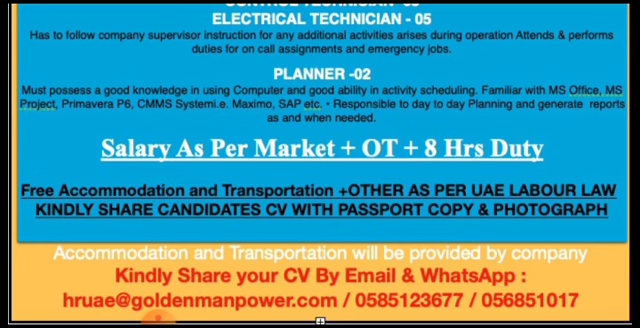 ELECTRICAL TECHNICIAN - 05
Has to follow company supervisor instruction for any additional activities arises during operation Attends & performs
duties for on call assignments and emergency jobs.
PLANNER -02
Must possess a good knowledge in using Computer and good ability in activity scheduling. Familiar with MS Office, MS
Project, Primavera P6, CMMS Systemi.e. Maximo, SAP etc. • Responsible to day to day Planning and generate reports
as and when needed.
Salary As Per Market + OT + 8 Hrs Duty
Free Accommodation and Transportation +OTHER AS PER UAE LABOUR LAW
KINDLY SHARE CANDIDATES CV WITH PASSPORT COPY & PHOTOGRAPH
Accommodation and Transportation will be provided by company
Kindly Share your CV By Email & WhatsApp :
hruae@goldenmanpower.com / 0585123677 / 056851017